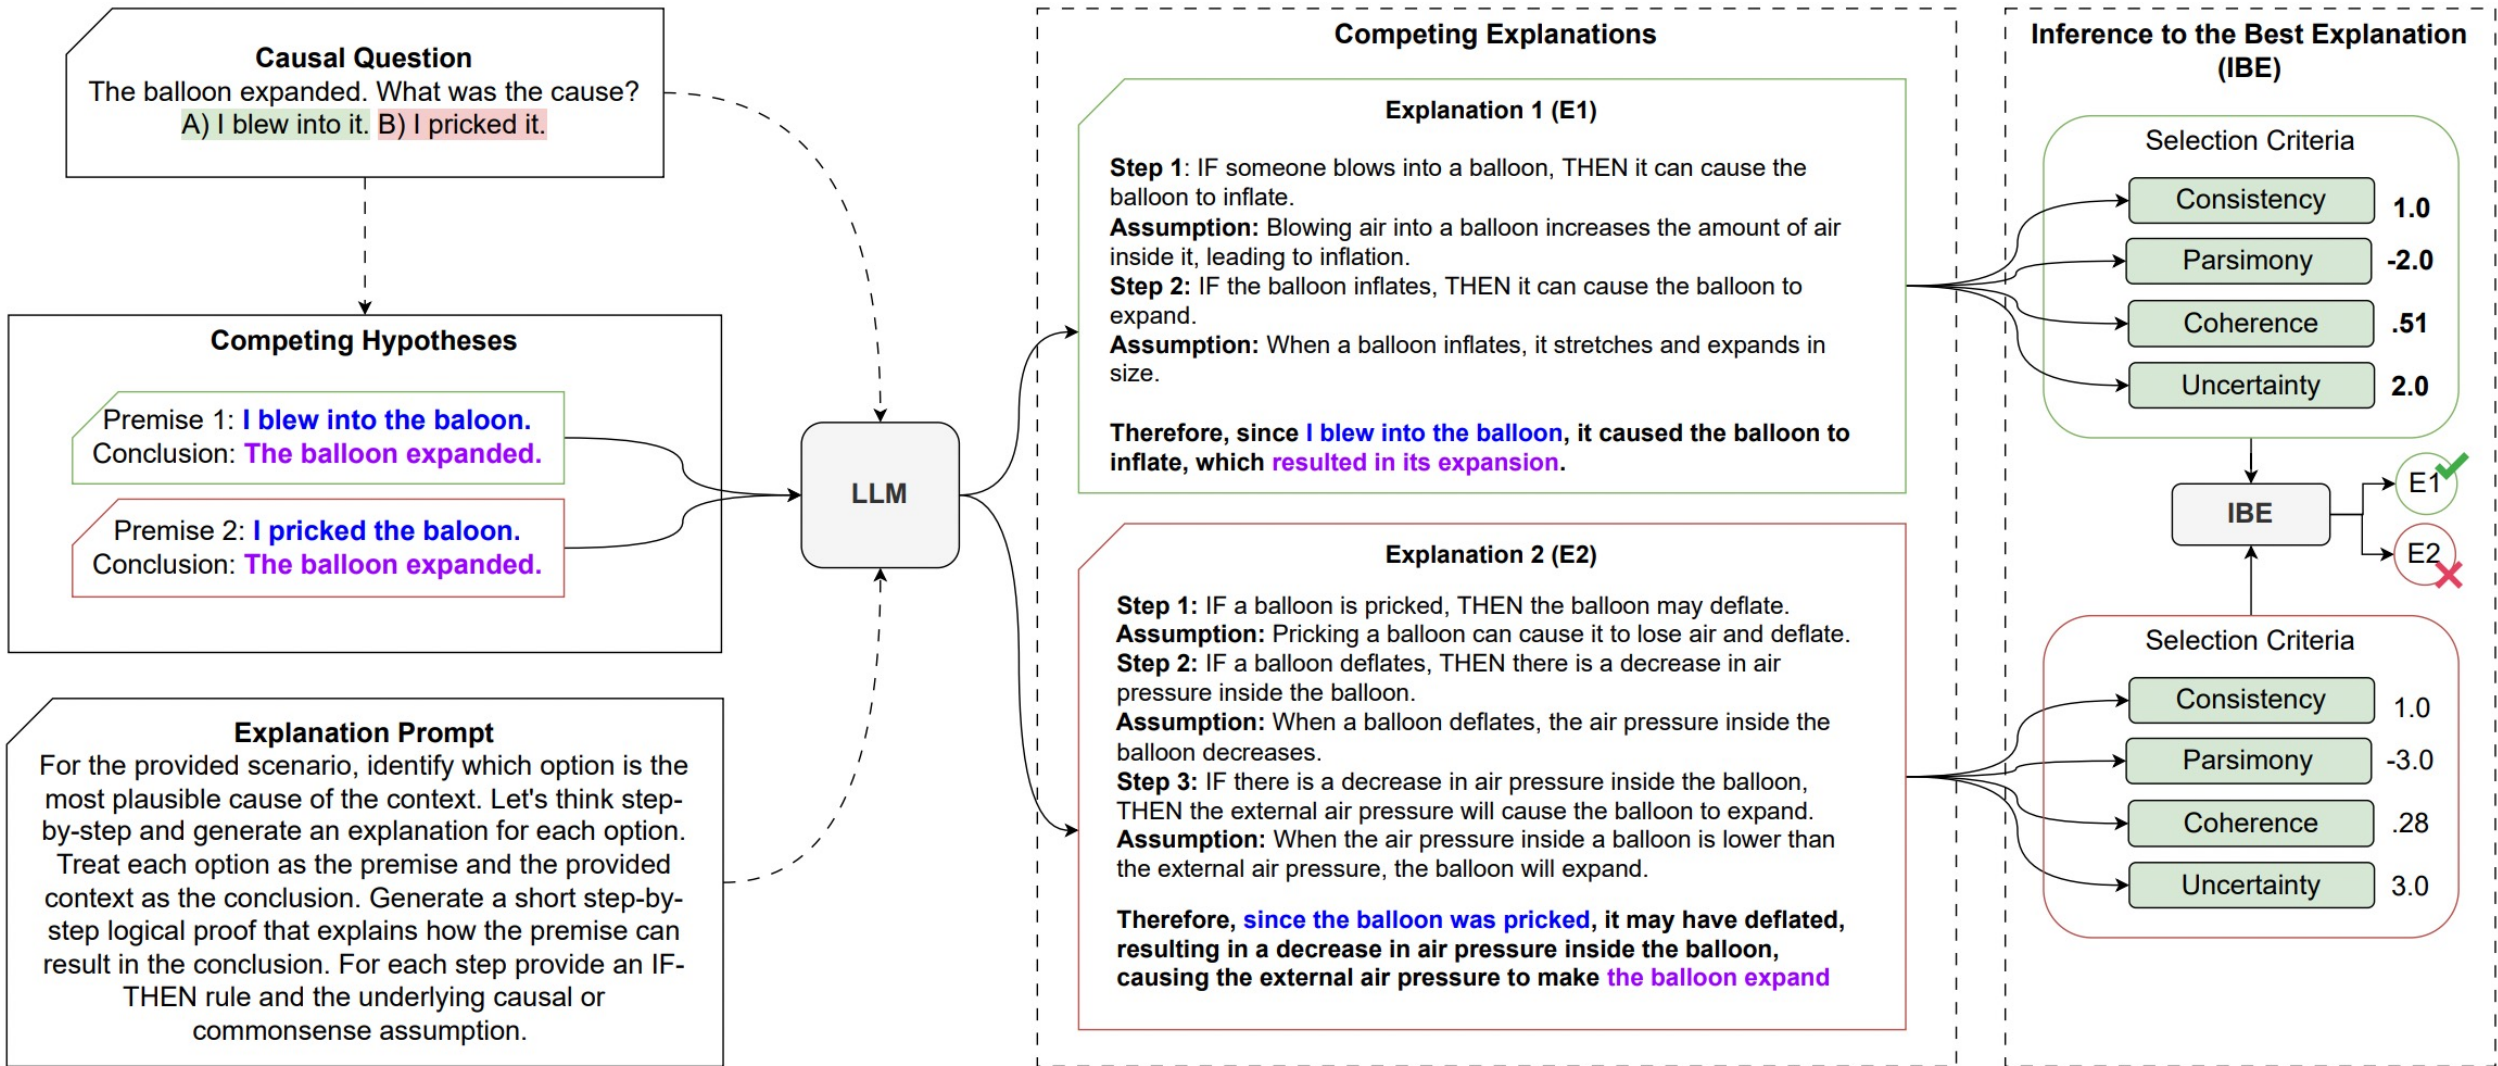 Causal Question
The balloon expanded. What was the cause?
A) I blew into it. B) I pricked it.
Competing Hypotheses
Premise 1: I blew into the baloon.
Conclusion: The balloon expanded.
Premise 2: I pricked the baloon.
Conclusion: The balloon expanded.
Explanation Prompt
For the provided scenario, identify which option is the
most plausible cause of the context. Let's think step-
by-step and generate an explanation for each option.
Treat each option as the premise and the provided
context as the conclusion. Generate a short step-by-
step logical proof that explains how the premise can
result in the conclusion. For each step provide an IF-
THEN rule and the underlying causal or
commonsense assumption.
LLM
Competing Explanations
Explanation 1 (E1)
Step 1: IF someone blows into a balloon, THEN it can cause the
balloon to inflate.
Assumption: Blowing air into a balloon increases the amount of air
inside it, leading to inflation.
Step 2: IF the balloon inflates, THEN it can cause the balloon to
expand.
Assumption: When a balloon inflates, it stretches and expands in
size.
Therefore, since I blew into the balloon, it caused the balloon to
inflate, which resulted in its expansion.
Explanation 2 (E2)
Step 1: IF a balloon is pricked, THEN the balloon may deflate.
Assumption: Pricking a balloon can cause it to lose air and deflate.
Step 2: IF a balloon deflates, THEN there is a decrease in air
pressure inside the balloon.
Assumption: When a balloon deflates, the air pressure inside the
balloon decreases.
Step 3: IF there is a decrease in air pressure inside the balloon,
THEN the external air pressure will cause the balloon to expand.
Assumption: When the air pressure inside a balloon is lower than
the external air pressure, the balloon will expand.
Therefore, since the balloon was pricked, it may have deflated,
resulting in a decrease in air pressure inside the balloon,
causing the external air pressure to make the balloon expand
Inference to the Best Explanation
(IBE)
Selection Criteria
Consistency 1.0
Parsimony -2.0
Coherence .51
Uncertainty 2.0
IBE
E1
E2
Selection Criteria
Consistency 1.0
Parsimony -3.0
Coherence .28
Uncertainty 3.0